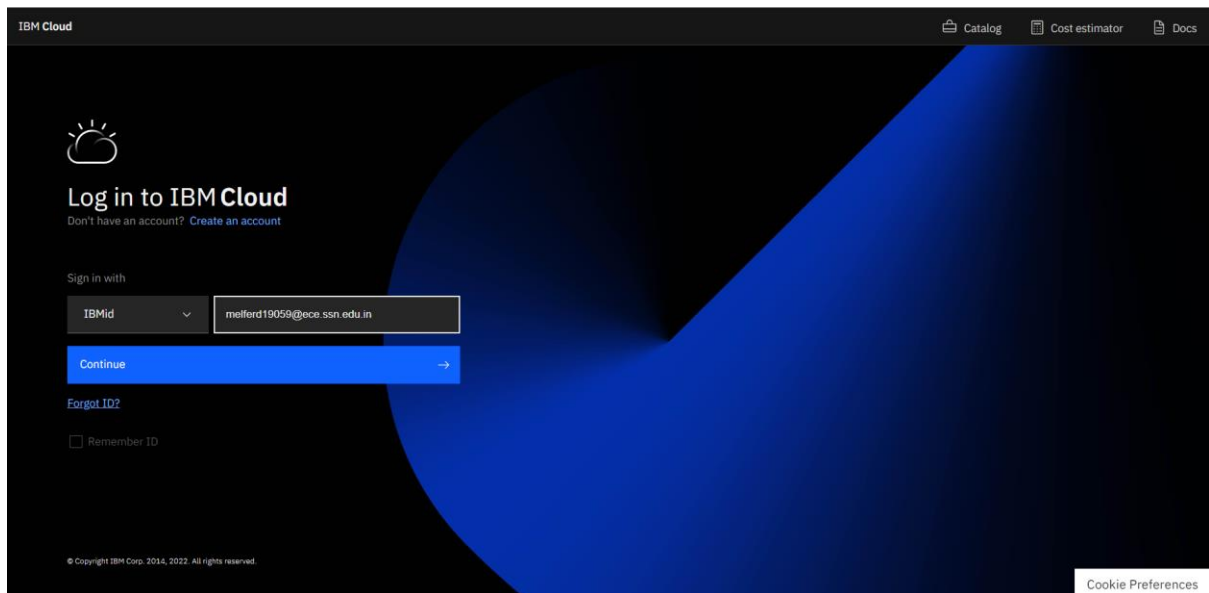 IBM Cloud
Catalog
Cost estimator
Docs
Log in to IBM Cloud
Don't have an account? Create an account
Sign in with
IBMid
melferd19059@ece.ssn.edu.in
Continue
Forgot ID?
Remember ID
© Copyright IBM Corp. 2014, 2022. All rights reserved.
Cookie Preferences